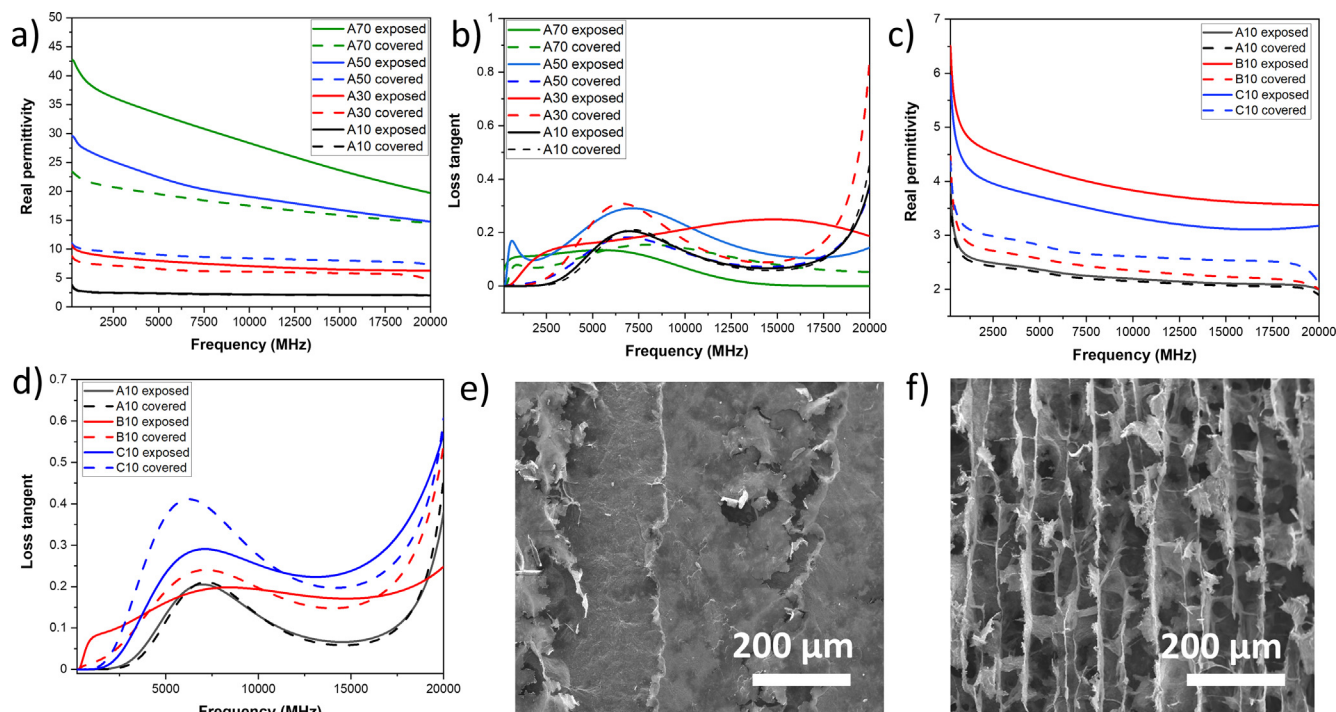 a)
50
45
40
35
30
25
20
15
10
5
0
Real permittivity
A70 exposed
A70 covered
A50 exposed
A50 covered
A30 exposed
A30 covered
A10 exposed
A10 covered
2500 5000 7500 10000 12500 15000 17500 20000
Frequency (MHz)
b)
1
0.8
0.6
0.4
0.2
0
Loss tangent
A70 exposed
A70 covered
A50 exposed
A50 covered
A30 exposed
A30 covered
A10 exposed
A10 covered
2500 5000 7500 10000 12500 15000 17500 20000
Frequency (MHz)
c)
7
6
5
4
3
2
Real permittivity
A10 exposed
A10 covered
B10 exposed
B10 covered
C10 exposed
C10 covered
2500 5000 7500 10000 12500 15000 17500 20000
Frequency (MHz)
d)
0.7
0.6
0.5
0.4
0.3
0.2
0.1
0
Loss tangent
A10 exposed
A10 covered
B10 exposed
B10 covered
C10 exposed
C10 covered
5000 10000 15000 20000
Frequency (MHz)
e)
200 μm
f)
200 μm